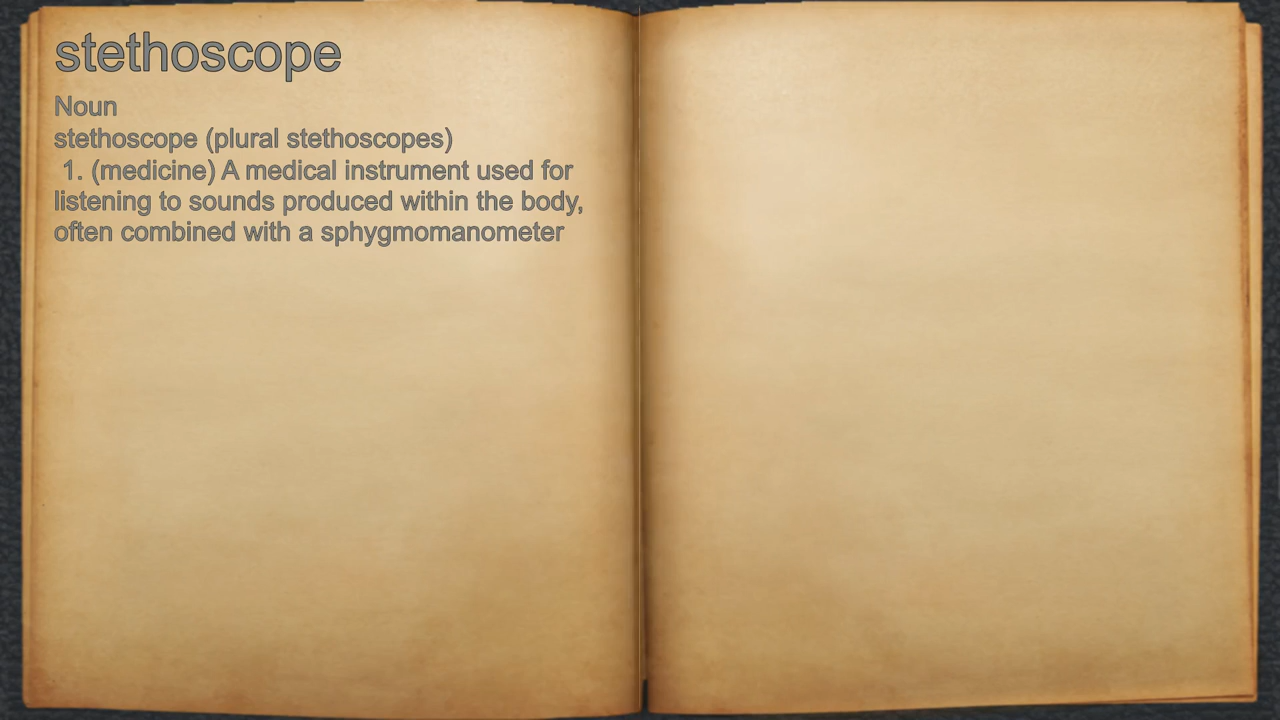 stethoscope
Noun
stethoscope (plural stethoscopes)
1. (medicine) A medical instrument used for
listening to sounds produced within the body,
often combined with a sphygmomanometer